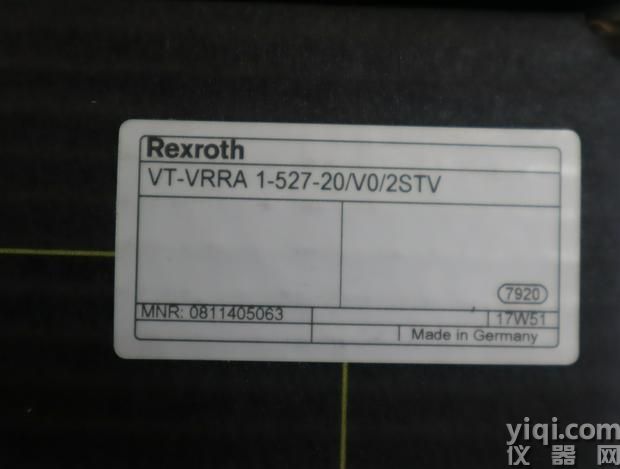 Rexroth
VT-VRRA 1-527-20/V0/2STV
7920
MNR: 0811405063
17W51
Made in Germany
yiqi.com
仪器网